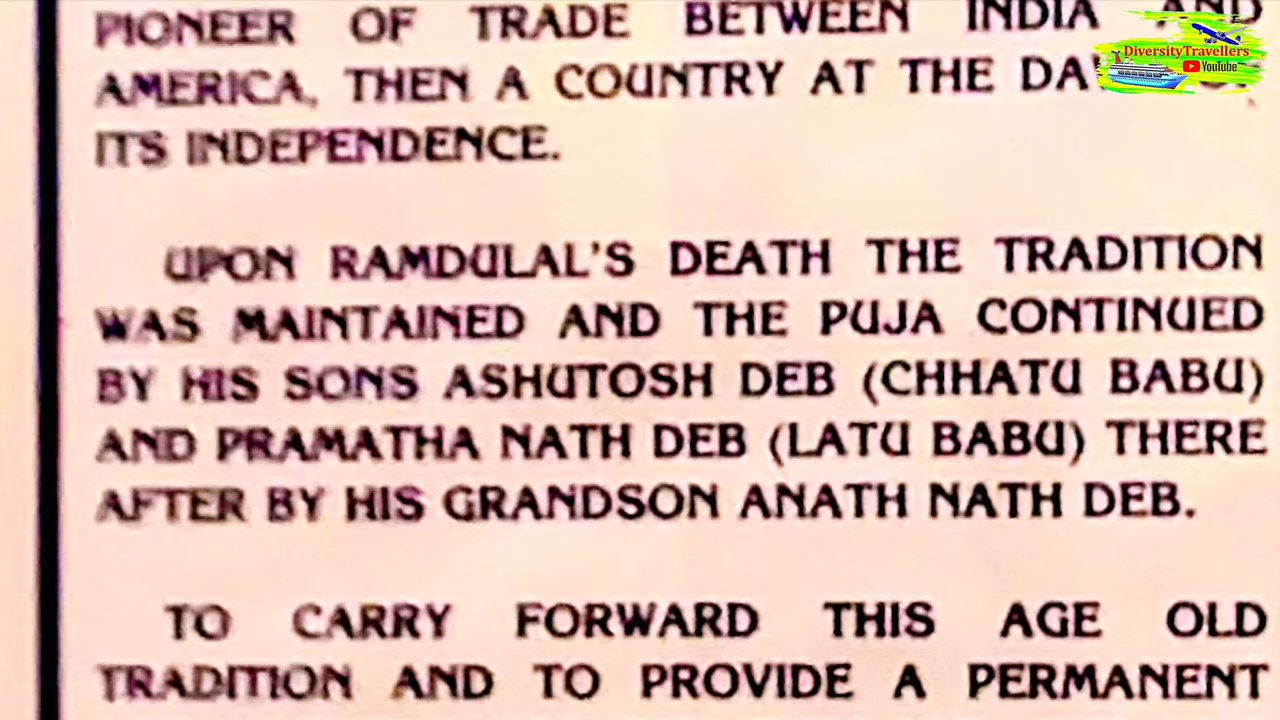 PIONEER OF TRADE BETWEEN INDIA AND
AMERICA, THEN A COUNTRY AT THE
ITS INDEPENDENCE.
UPON RAMDULAL'S DEATH THE TRADITION
WAS MAINTAINED AND THE PUJA CONTINUED
BY HIS SONS ASHUTOSH DEB (CHHATU BABU)
AND PRAMATHA NATH DEB (LATU BABU) THERE
AFTER BY HIS GRANDSON ANATH NATH DEB.
TO CARRY FORWARD THIS AGE OLD
TRADITION AND TO PROVIDE A PERMANENT
DiversityTravellers
YouTube